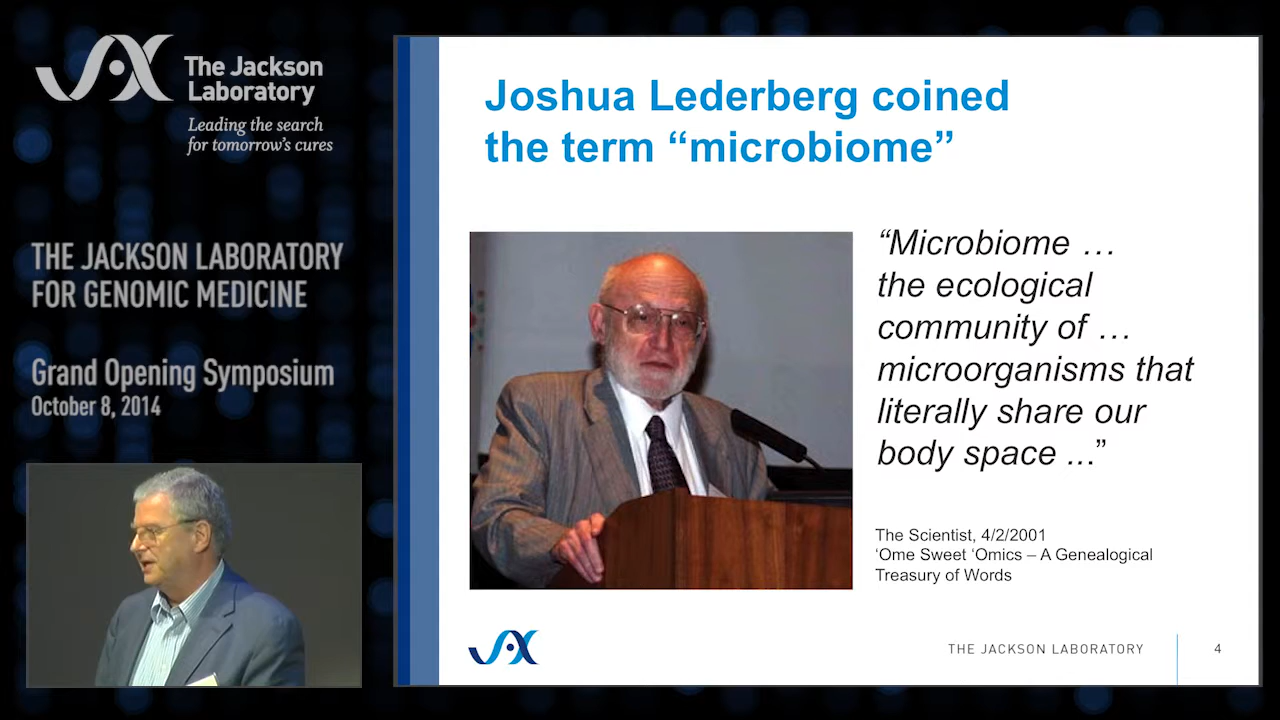 JAX
The Jackson
Laboratory
Leading the search
for tomorrow's cures
THE JACKSON LABORATORY
FOR GENOMIC MEDICINE
Grand Opening Symposium
October 8, 2014
Joshua Lederberg coined
the term “microbiome”
“Microbiome …
the ecological
community of …
microorganisms that
literally share our
body space ...”
The Scientist, 4/2/2001
‘Ome Sweet ‘Omics – A Genealogical
Treasury of Words
JAX
THE JACKSON LABORATORY
4